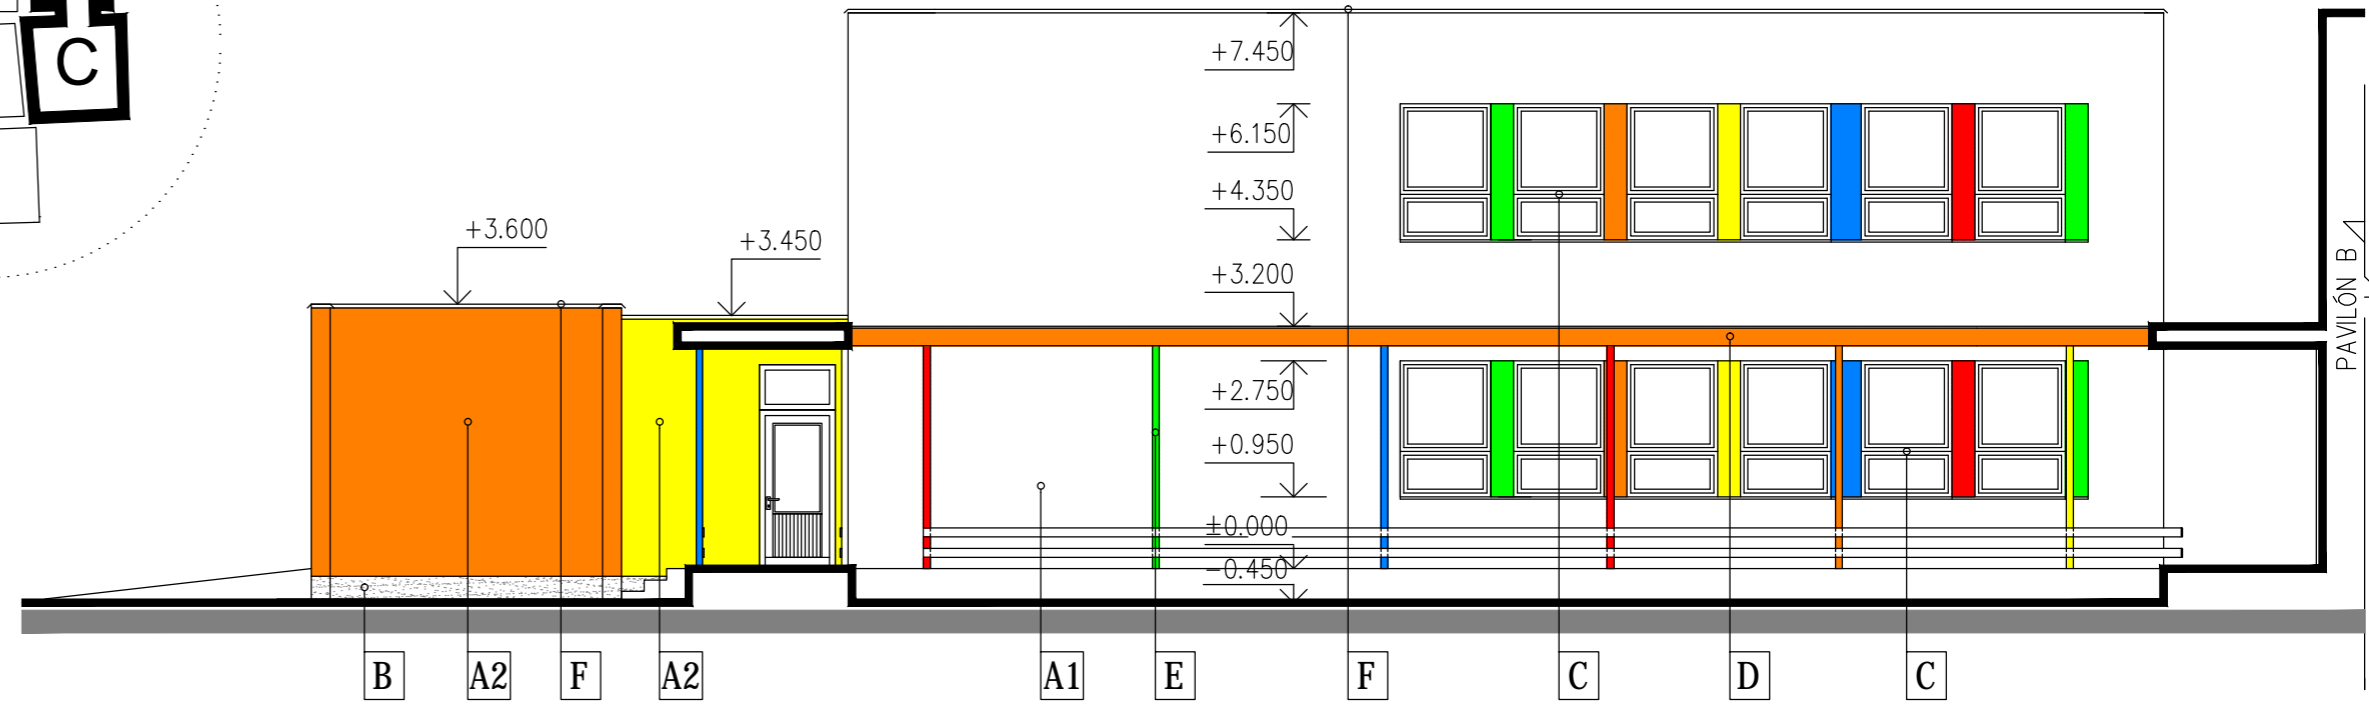 C
+7.450
+6.150
+4.350
+3.600
+3.450
+3.200
+2.750
+0.950
±0.000
-0.450
PAVILÓN B
B
A2
F
A2
A1
E
F
C
D
C